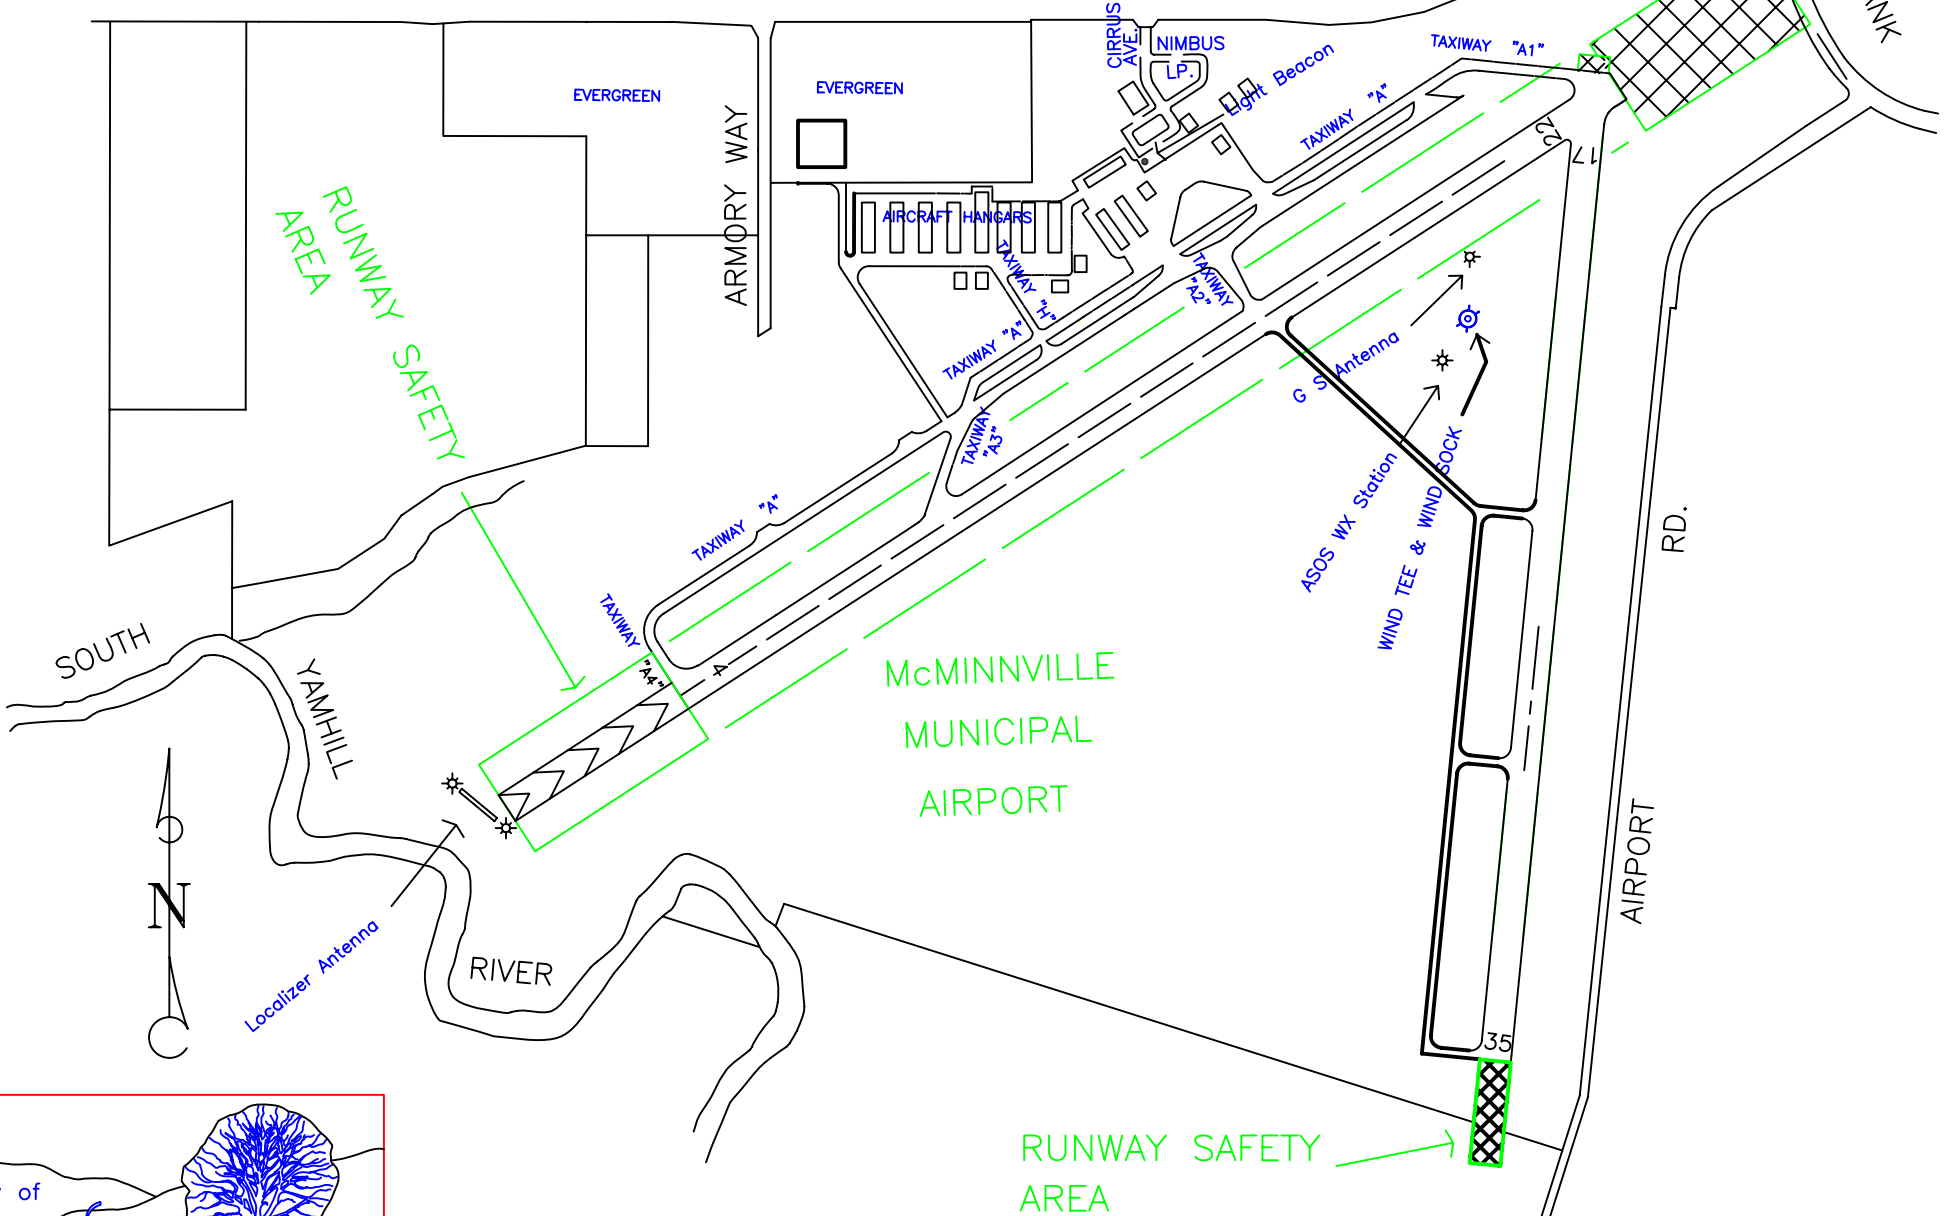 CIRRUS
AVE.
NIMBUS
LP.
Light Beacon
TAXIWAY "A1"
EVERGREEN
EVERGREEN
TAXIWAY "A"
ARMORY WAY
22
17
RUNWAY SAFETY
AREA
AIRCRAFT HANGARS
TAXIWAY "H"
TAXIWAY
"A2"
TAXIWAY "A"
G S Antenna
TAXIWAY
"A3"
ASOS WX Station
WIND TEE & WIND SOCK
TAXIWAY "A"
RD.
TAXIWAY "A4"
4
SOUTH
YAMHILL
RIVER
McMINNVILLE
MUNICIPAL
AIRPORT
AIRPORT
N
Localizer Antenna
35
RUNWAY SAFETY
AREA
of